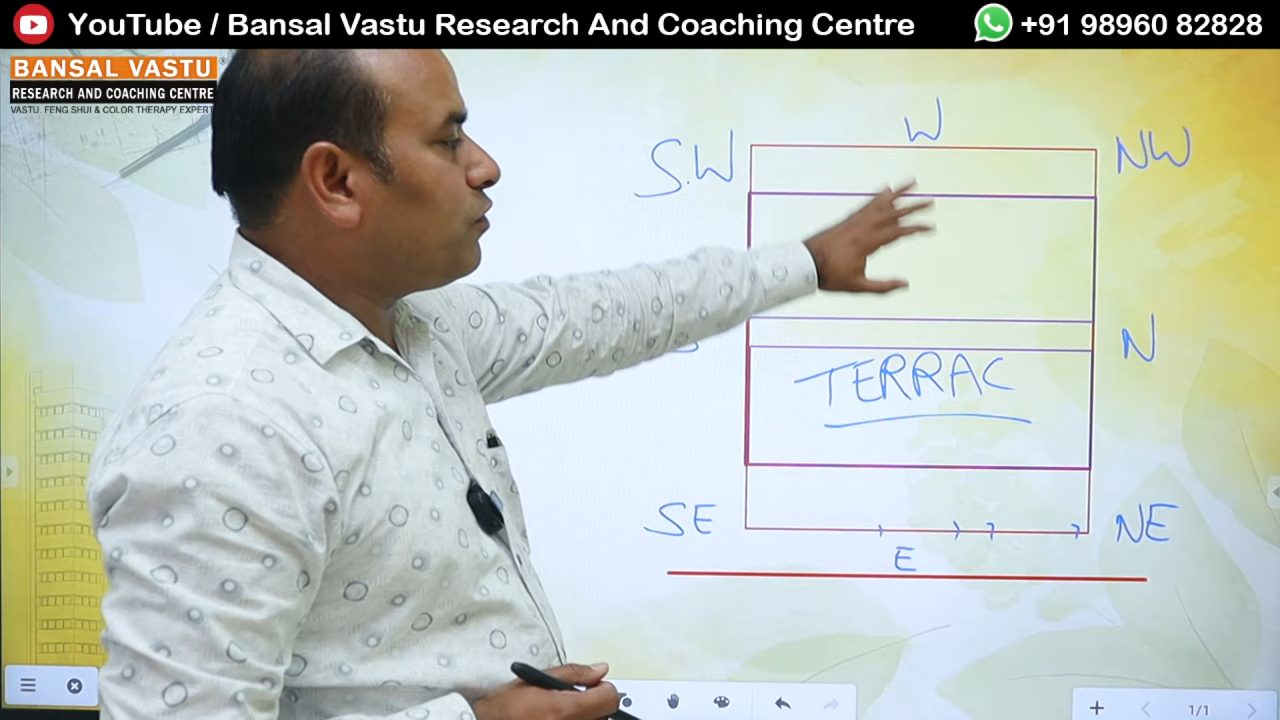 YouTube / Bansal Vastu Research And Coaching Centre
+91 98960 82828
BANSAL VASTU
RESEARCH AND COACHING CENTRE
VASTU, FENG SHUI & COLOR THERAPY EXPERT
W
S.W
NW
N
TERRAC
SE
NE
E
1/1